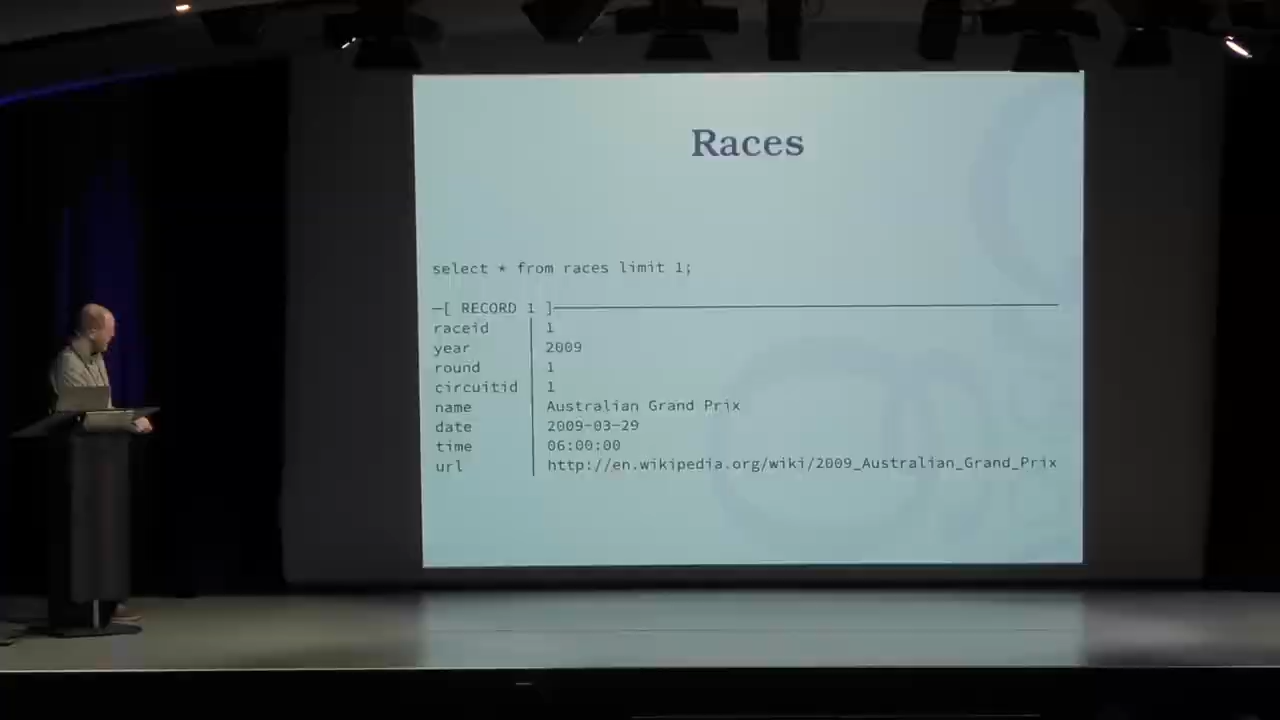 Races
select * from races limit 1;
─[ RECORD 1 ]────────────────────────
raceid │ 1
year │ 2009
round │ 1
circuitid │ 1
name │ Australian Grand Prix
date │ 2009-03-29
time │ 06:00:00
url │ http://en.wikipedia.org/wiki/2009_Australian_Grand_Prix